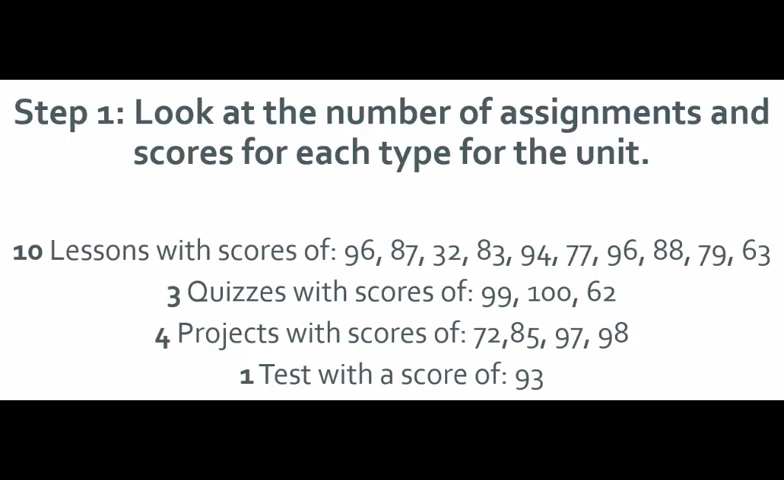 Step 1: Look at the number of assignments and
scores for each type for the unit.
10 Lessons with scores of: 96, 87, 32, 83, 94, 77, 96, 88, 79, 63
3 Quizzes with scores of: 99, 100, 62
4 Projects with scores of: 72,85, 97, 98
1 Test with a score of: 93